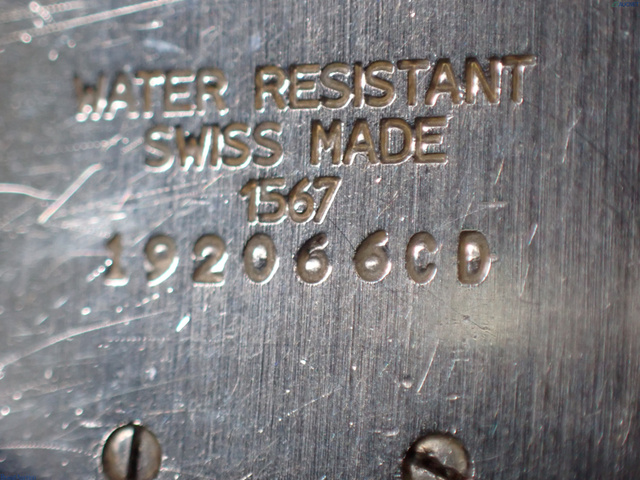 WATER RESISTANT
SWISS MADE
1567
192066CD